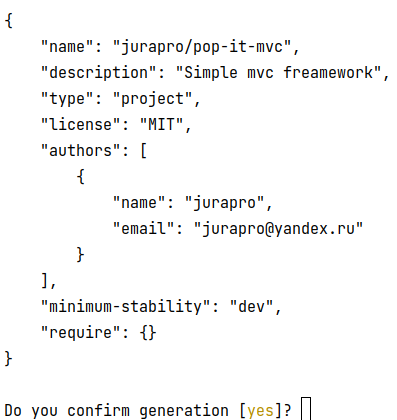 {
    "name": "jurapro/pop-it-mvc",
    "description": "Simple mvc freamework",
    "type": "project",
    "license": "MIT",
    "authors": [
        {
            "name": "jurapro",
            "email": "jurapro@yandex.ru"
        }
    ],
    "minimum-stability": "dev",
    "require": {}
}
Do you confirm generation [yes]?